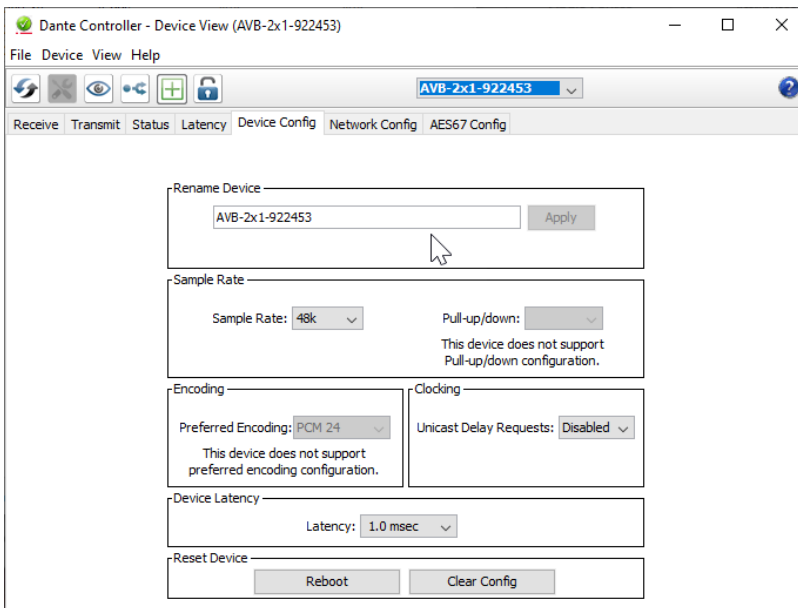 Dante Controller - Device View (AVB-2x1-922453)
File Device View Help
AVB-2x1-922453
?
Receive Transmit Status Latency Device Config Network Config AES67 Config
Rename Device
AVB-2x1-922453 Apply
Sample Rate
Sample Rate: 48k Pull-up/down:
This device does not support
Pull-up/down configuration.
Encoding Clocking
Preferred Encoding: PCM 24 Unicast Delay Requests: Disabled
This device does not support
preferred encoding configuration.
Device Latency
Latency: 1.0 msec
Reset Device
Reboot Clear Config